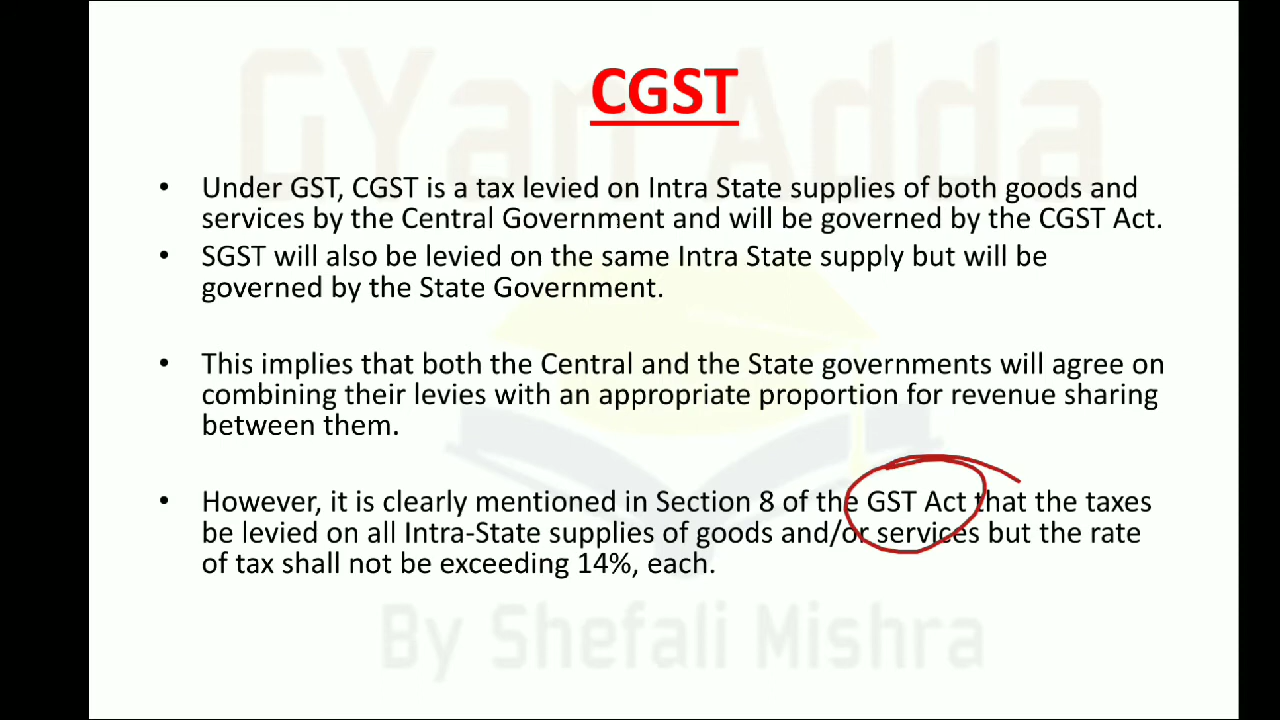 GYan Adda
CGST
• Under GST, CGST is a tax levied on Intra State supplies of both goods and
services by the Central Government and will be governed by the CGST Act.
• SGST will also be levied on the same Intra State supply but will be
governed by the State Government.
• This implies that both the Central and the State governments will agree on
combining their levies with an appropriate proportion for revenue sharing
between them.
• However, it is clearly mentioned in Section 8 of the GST Act that the taxes
be levied on all Intra-State supplies of goods and/or services but the rate
of tax shall not be exceeding 14%, each.
By Shefali Mishra